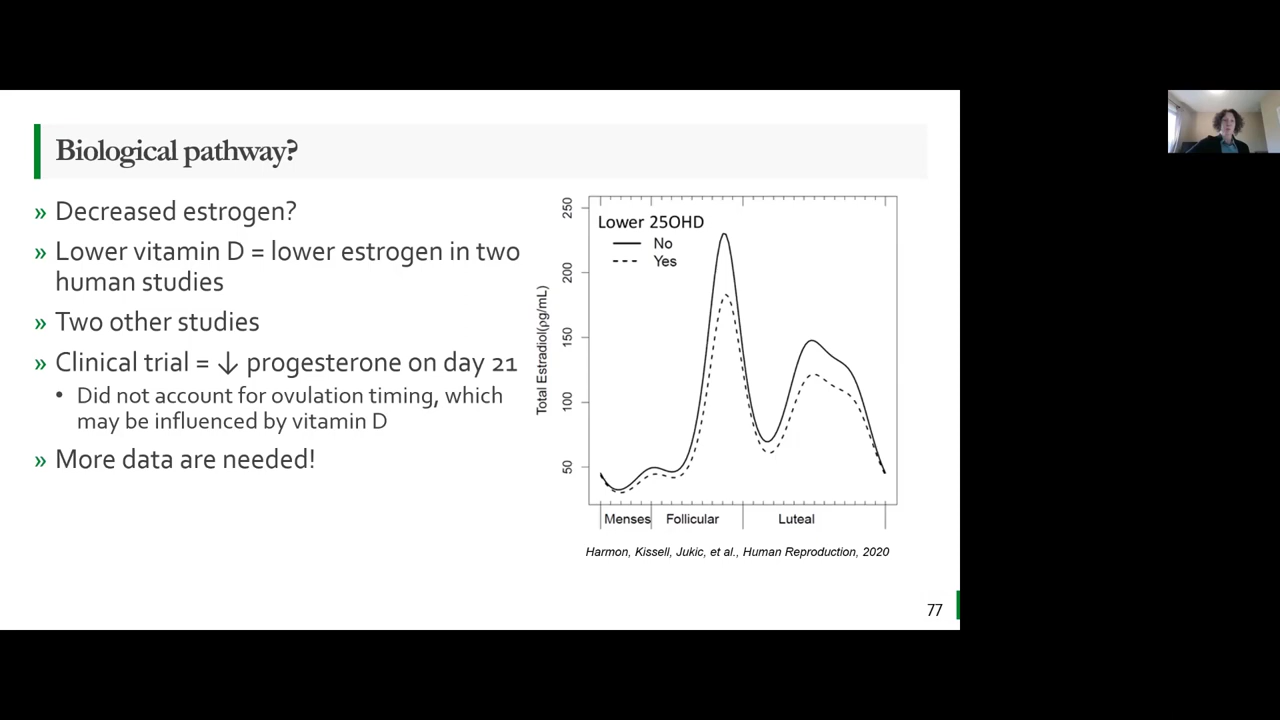 Biological pathway?
» Decreased estrogen?
» Lower vitamin D = lower estrogen in two
human studies
» Two other studies
» Clinical trial = ↓ progesterone on day 21
• Did not account for ovulation timing, which
may be influenced by vitamin D
» More data are needed!
Lower 25OHD
No
Yes
Total Estradiol(ρg/mL)
250
200
150
100
50
Menses
Follicular
Luteal
Harmon, Kissell, Jukic, et al., Human Reproduction, 2020
77